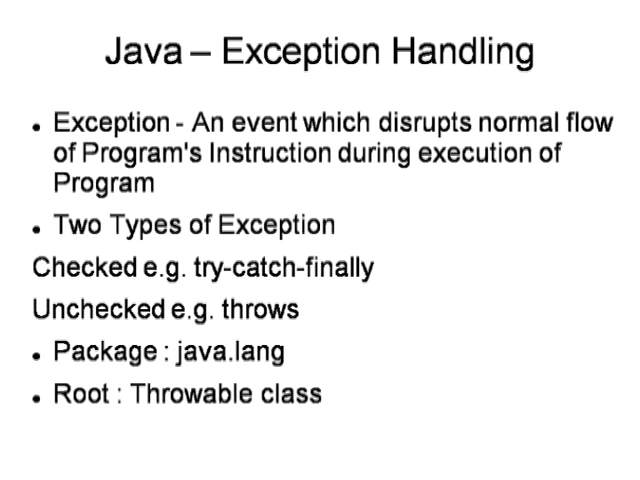 Java – Exception Handling
• Exception - An event which disrupts normal flow
of Program's Instruction during execution of
Program
• Two Types of Exception
Checked e.g. try-catch-finally
Unchecked e.g. throws
• Package : java.lang
• Root : Throwable class